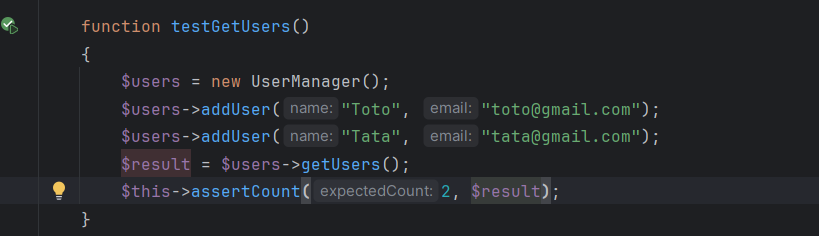 function testGetUsers()
{
$users = new UserManager();
$users->addUser( name: "Toto", email: "toto@gmail.com");
$users->addUser( name: "Tata", email: "tata@gmail.com");
$result = $users->getUsers();
$this->assertCount( expectedCount: 2, $result);
}